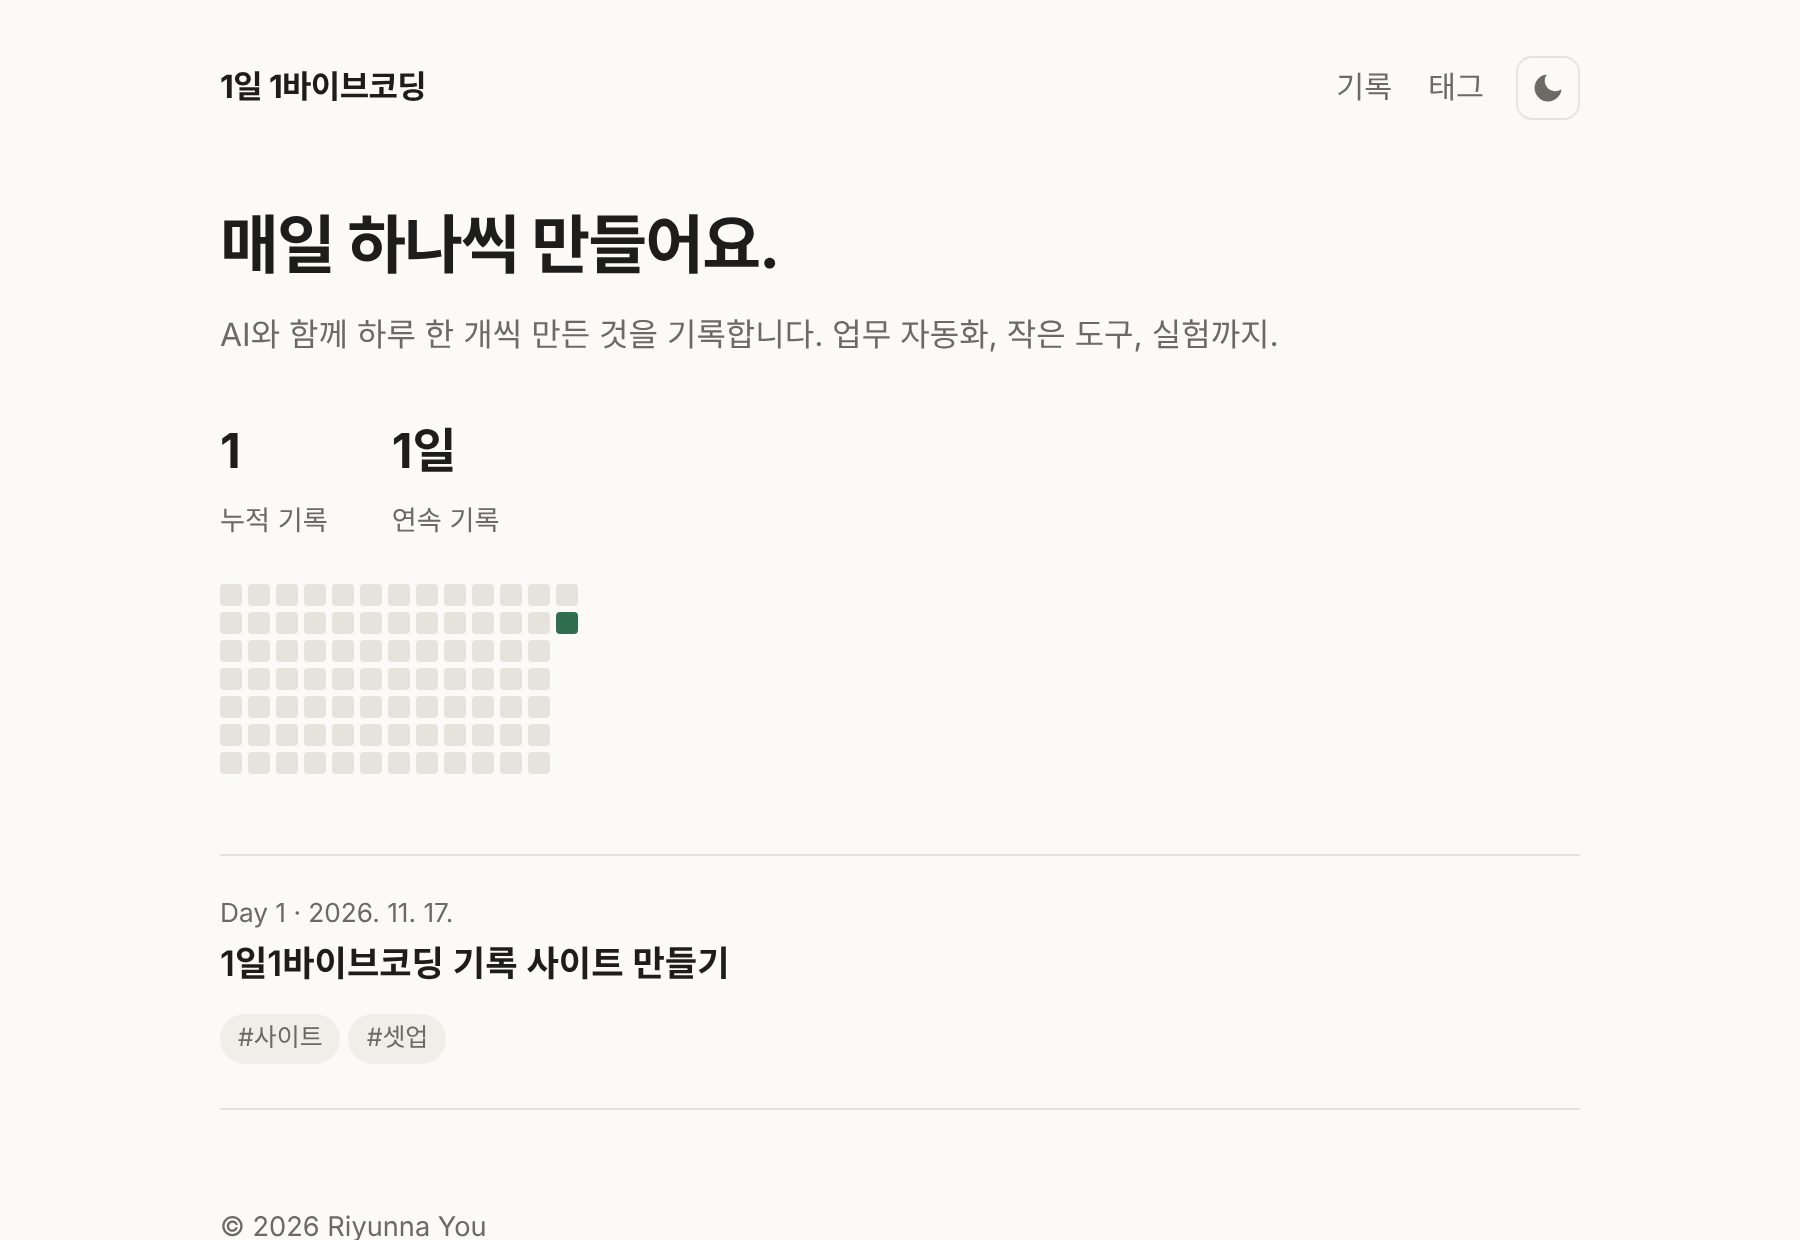 1일 1바이브코딩
기록 태그
매일 하나씩 만들어요.
AI와 함께 하루 한 개씩 만든 것을 기록합니다. 업무 자동화, 작은 도구, 실험까지.
1 1일
누적 기록 연속 기록
Day 1 · 2026. 11. 17.
1일1바이브코딩 기록 사이트 만들기
#사이트 #셋업
© 2026 Riyunna You